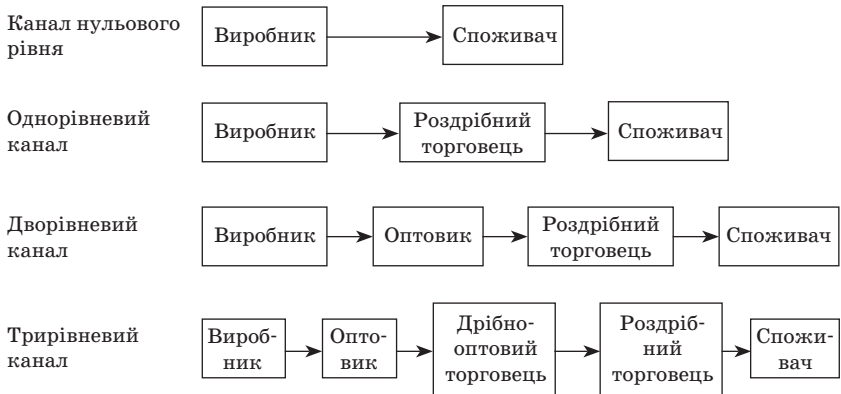 Канал нульового
рівня
Виробник
Споживач
Однорівневий
канал
Виробник
Роздрібний
торговець
Споживач
Дворівневий
канал
Виробник
Оптовик
Роздрібний
торговець
Споживач
Трирівневий
канал
Вироб-
ник
Опто-
вик
Дрібно-
оптовий
торговець
Роздріб-
ний
торговець
Спожи-
вач